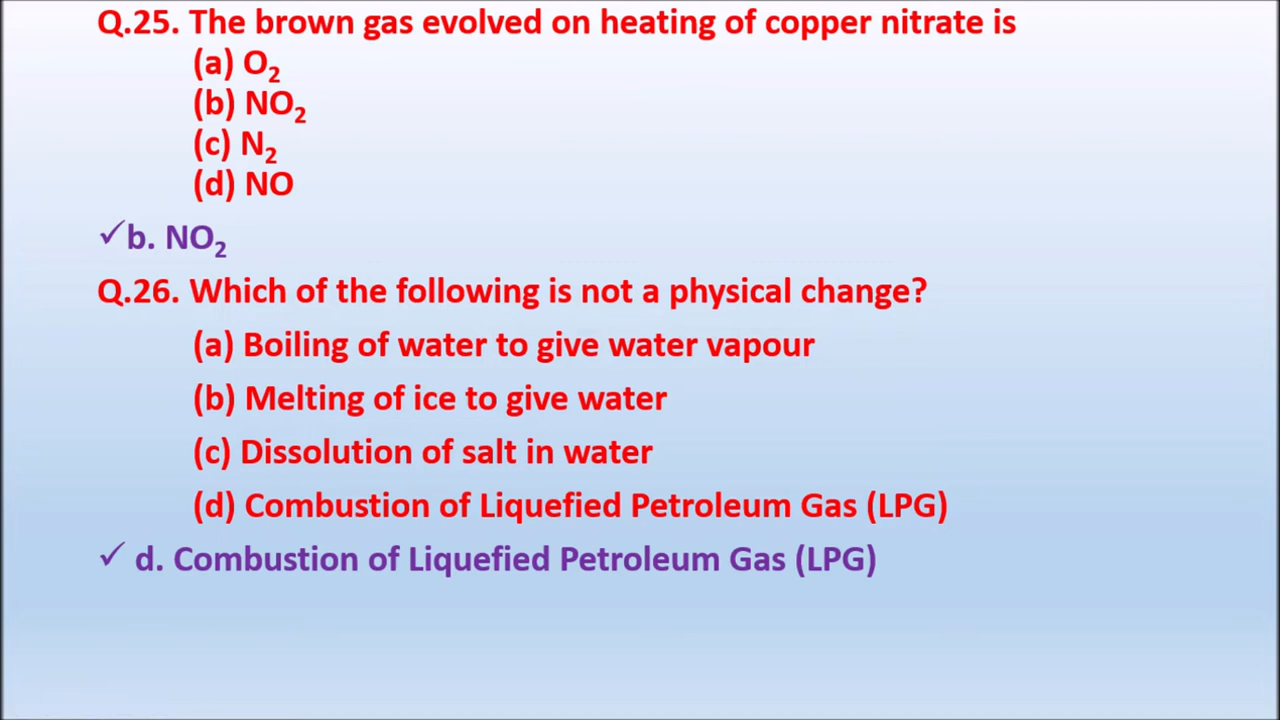 Q.25. The brown gas evolved on heating of copper nitrate is
(a) O₂
(b) NO₂
(c) N₂
(d) NO
✓b. NO₂
Q.26. Which of the following is not a physical change?
(a) Boiling of water to give water vapour
(b) Melting of ice to give water
(c) Dissolution of salt in water
(d) Combustion of Liquefied Petroleum Gas (LPG)
✓ d. Combustion of Liquefied Petroleum Gas (LPG)